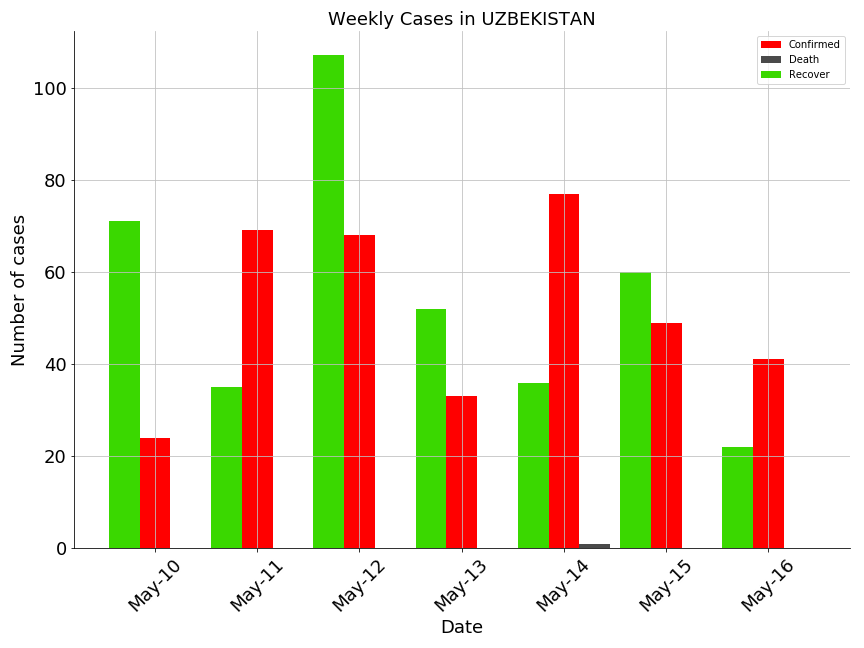 Weekly Cases in UZBEKISTAN
Confirmed
Death
Recover
Number of cases
100
80
60
40
20
0
May-10
May-11
May-12
May-13
May-14
May-15
May-16
Date